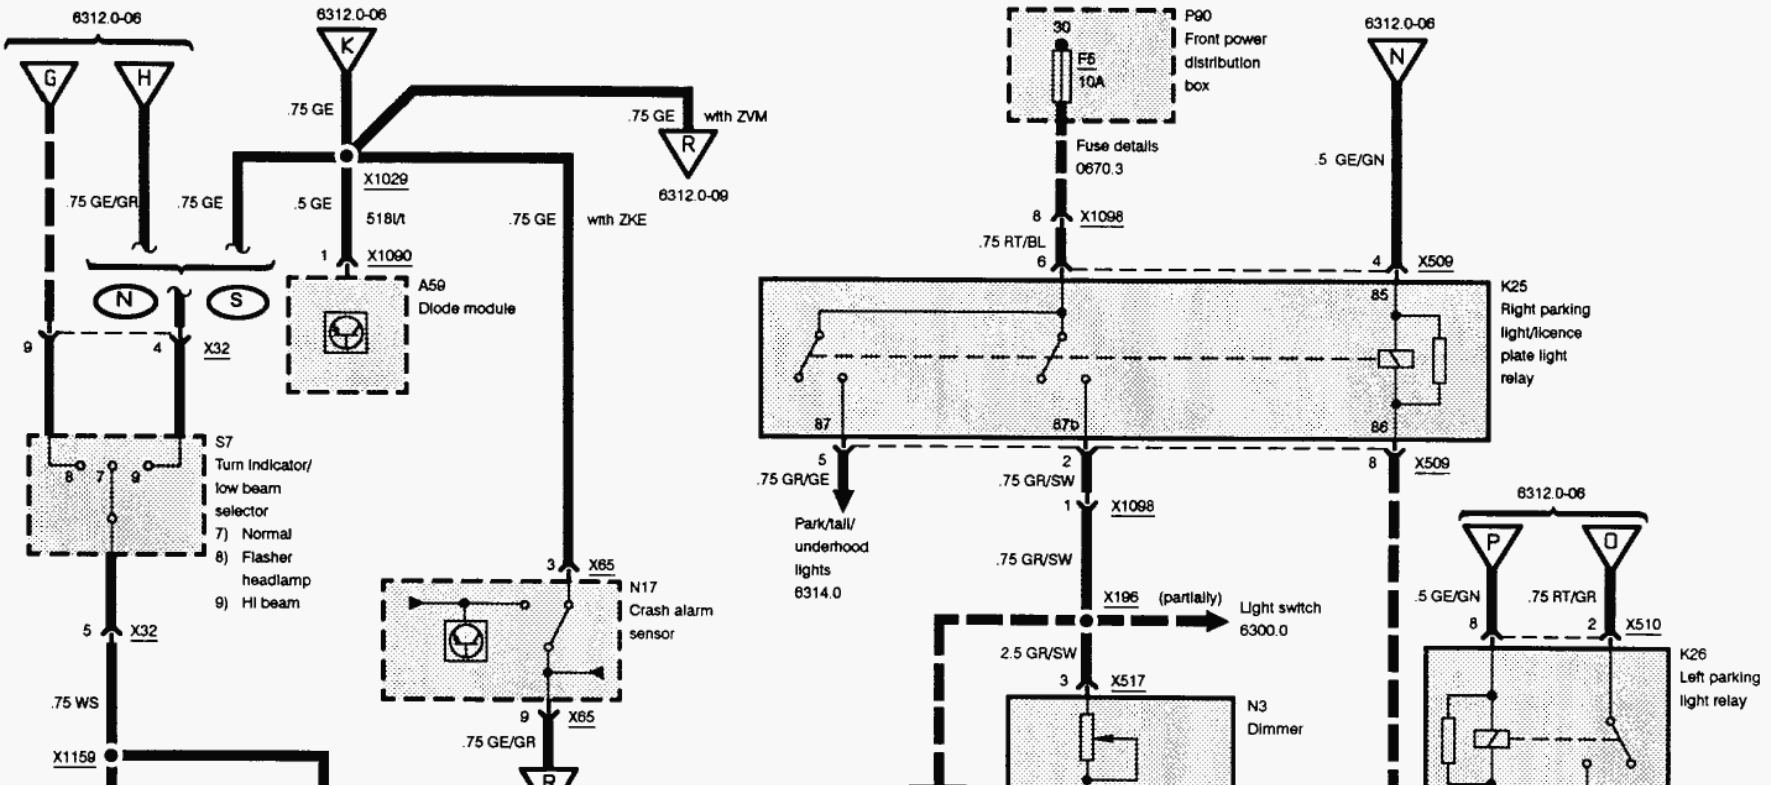 6312.0-06
G
H
.75 GE/GR
.75 GE
N
S
9
4
X32
S7
Turn Indicator/
low beam
selector
7) Normal
8) Flasher
headlamp
9) HI beam
8
7
9
5
X32
.75 WS
X1159
6312.0-06
K
.75 GE
X1029
.5 GE
518I/t
1
X1090
A59
Diode module
.75 GE
with ZVM
R
6312.0-09
.75 GE
with ZKE
3
X65
N17
Crash alarm
sensor
9
X65
.75 GE/GR
R
P90
Front power
distribution
box
30
F5
10A
Fuse details
0670.3
8
X1098
.75 RT/BL
6
6312.0-06
N
.5 GE/GN
4
X509
85
K25
Right parking
light/licence
plate light
relay
87
87b
86
5
2
8
X509
.75 GR/GE
Park/tail/
underhood
lights
6314.0
.75 GR/SW
1
X1098
.75 GR/SW
X196
(partially)
Light switch
6300.0
2.5 GR/SW
3
X517
N3
Dimmer
6312.0-06
P
O
.5 GE/GN
.75 RT/GR
8
2
X510
K26
Left parking
light relay